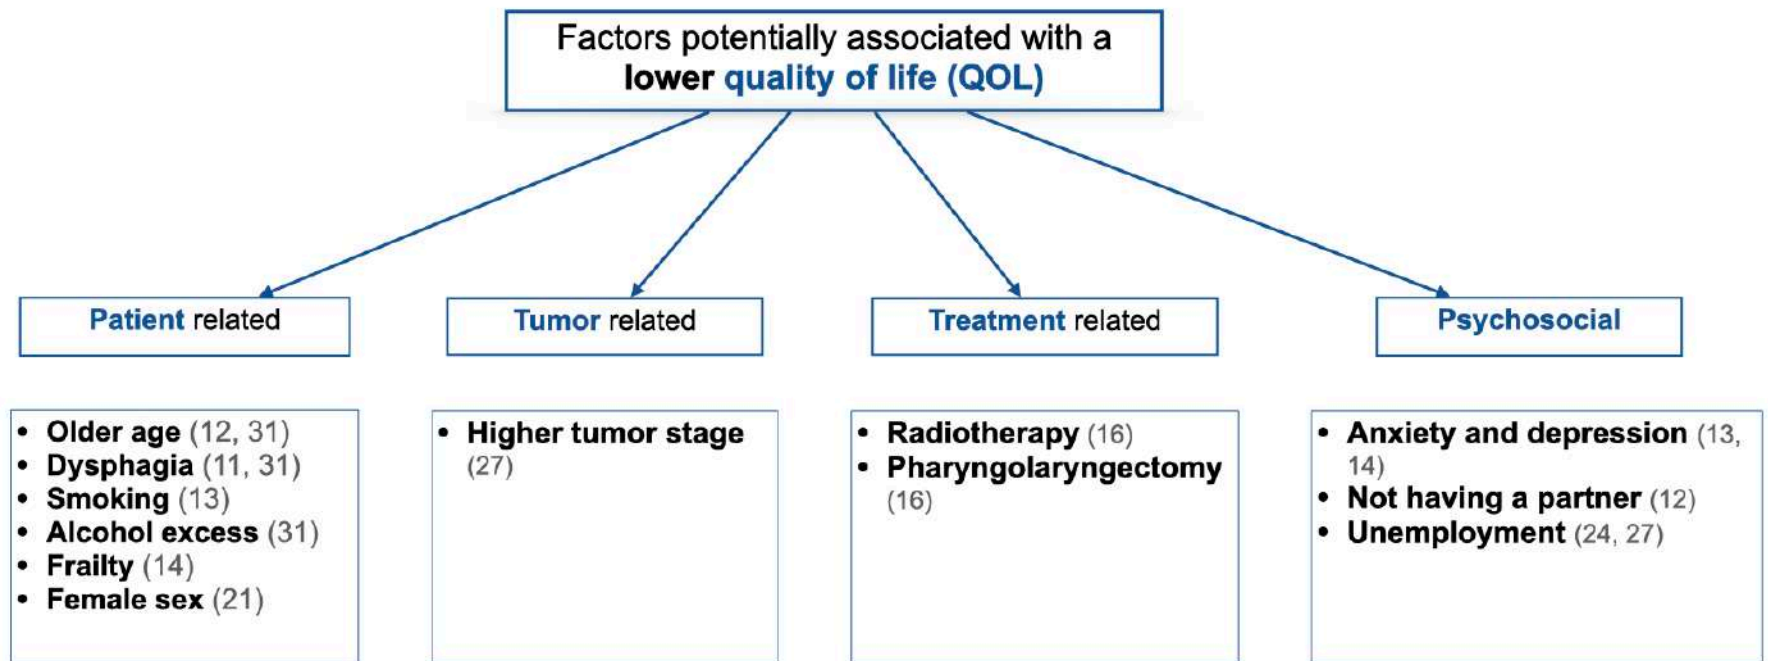 Factors potentially associated with a
lower quality of life (QOL)
Patient related
Tumor related
Treatment related
Psychosocial
• Older age (12, 31)
• Dysphagia (11, 31)
• Smoking (13)
• Alcohol excess (31)
• Frailty (14)
• Female sex (21)
• Higher tumor stage
(27)
• Radiotherapy (16)
• Pharyngolaryngectomy
(16)
• Anxiety and depression (13,
14)
• Not having a partner (12)
• Unemployment (24, 27)